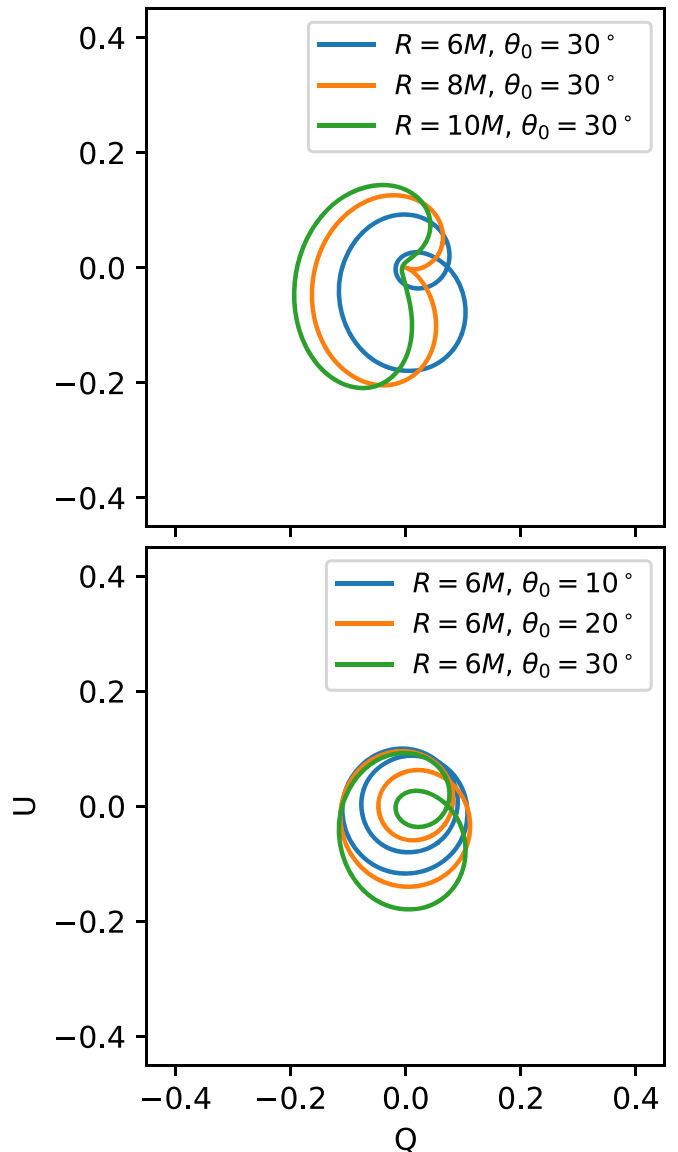 0.4
0.2
0.0
−0.2
−0.4
R = 6M, θ₀ = 30°
R = 8M, θ₀ = 30°
R = 10M, θ₀ = 30°
0.4
0.2
0.0
−0.2
−0.4
U
R = 6M, θ₀ = 10°
R = 6M, θ₀ = 20°
R = 6M, θ₀ = 30°
−0.4 −0.2 0.0 0.2 0.4
Q